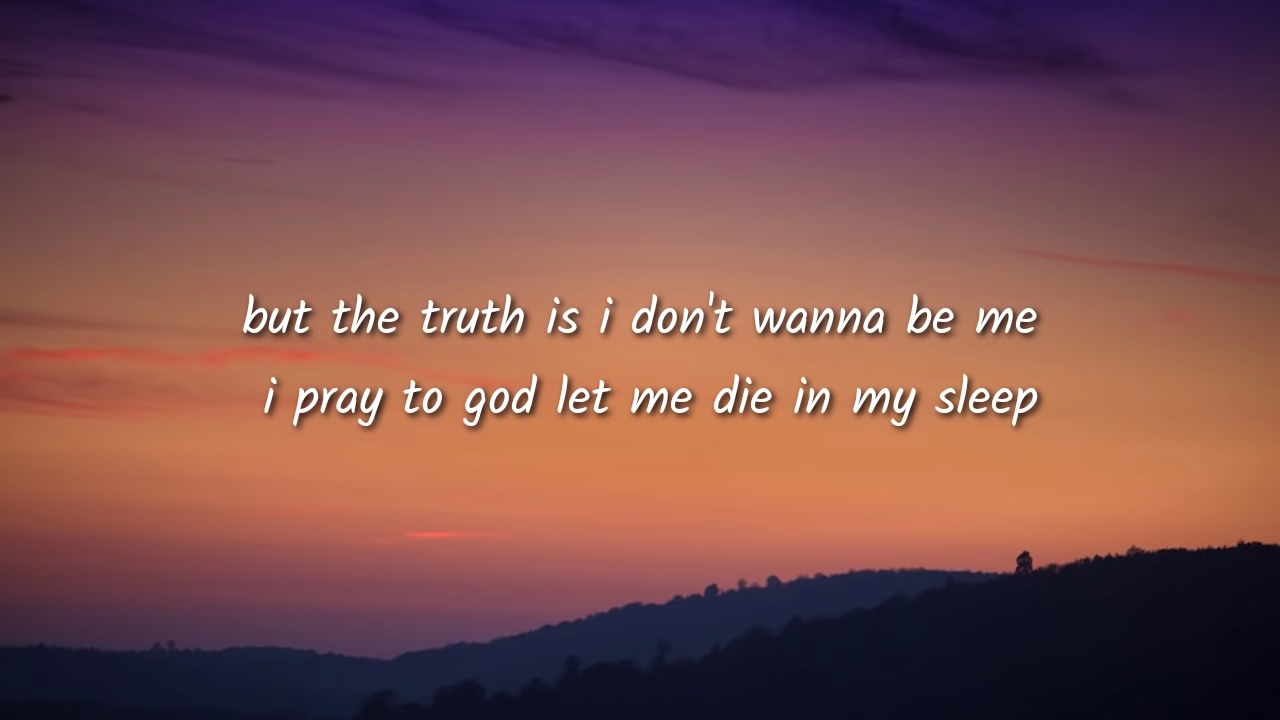 but the truth is i don't wanna be me
i pray to god let me die in my sleep